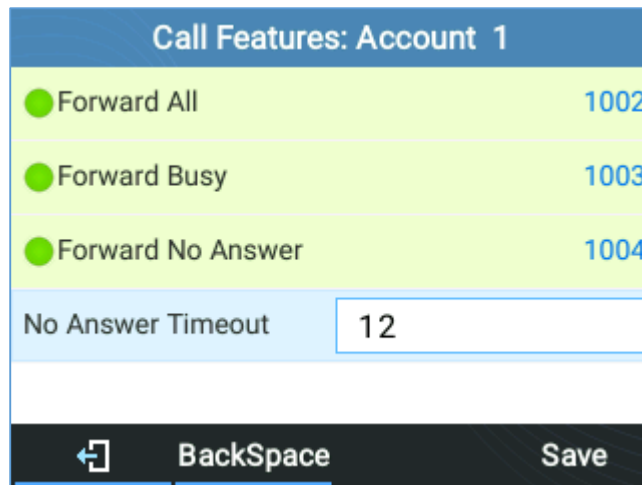 Call Features: Account 1
Forward All 1002
Forward Busy 1003
Forward No Answer 1004
No Answer Timeout 12
BackSpace Save